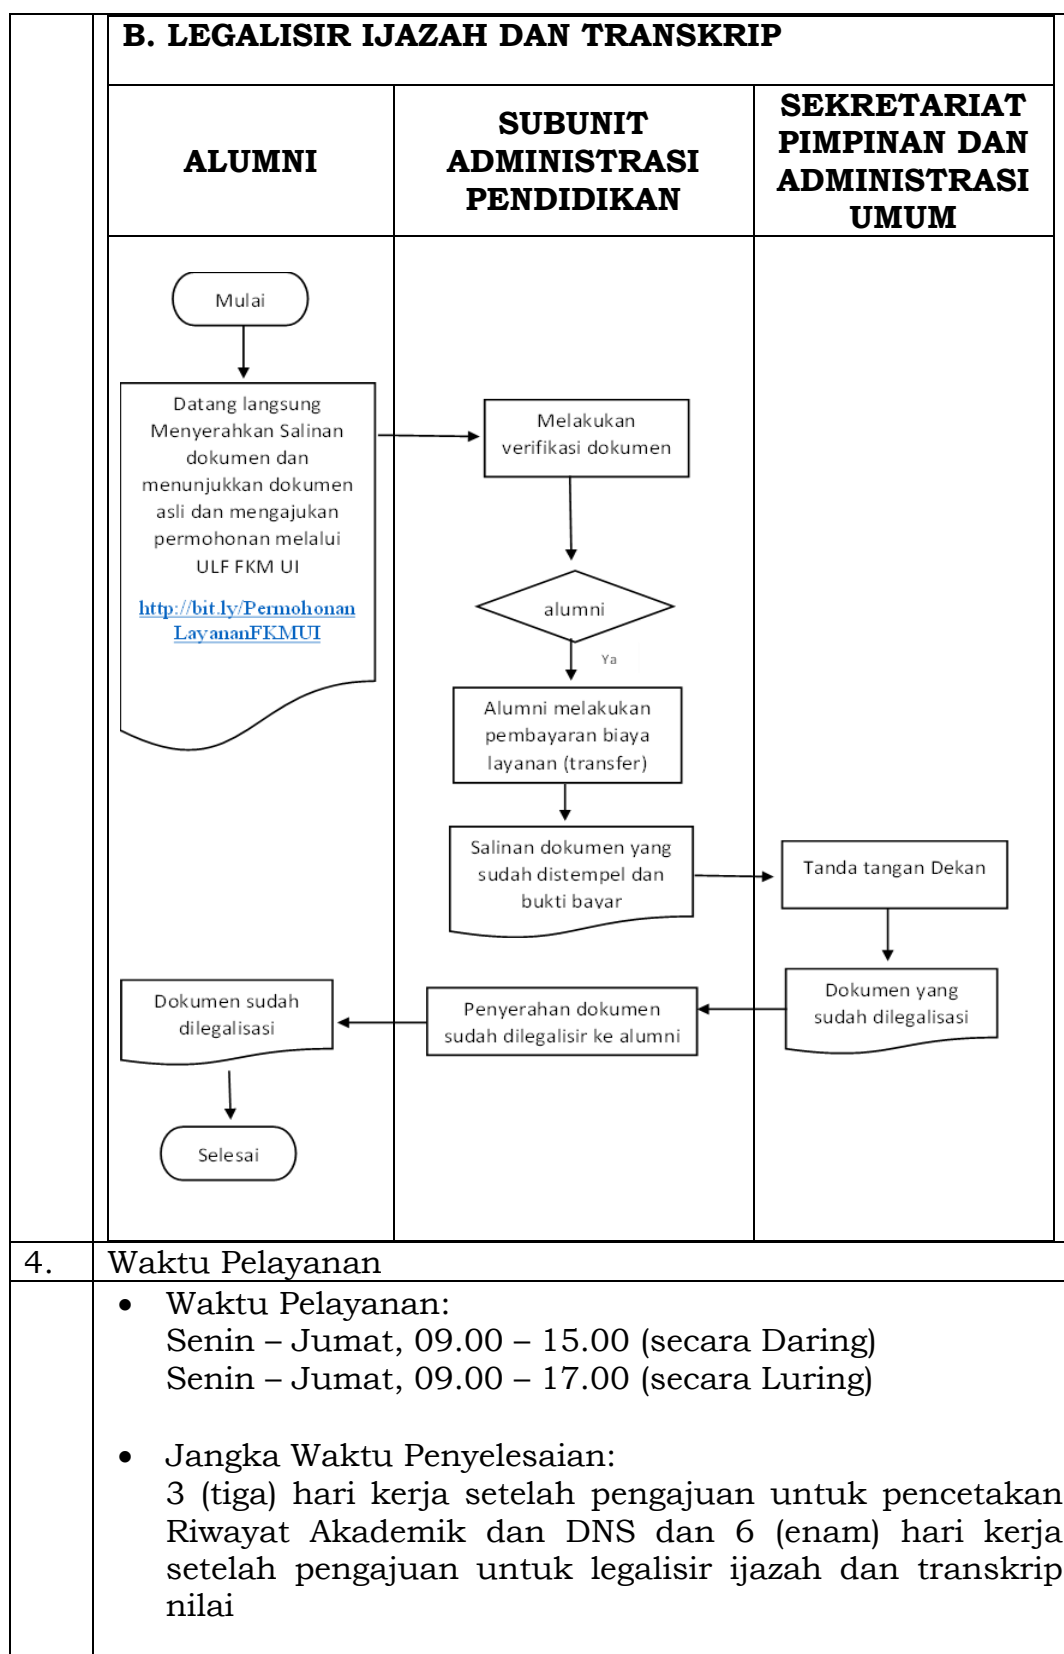 B. LEGALISIR IJAZAH DAN TRANSKRIP
ALUMNI
SUBUNIT
ADMINISTRASI
PENDIDIKAN
SEKRETARIAT
PIMPINAN DAN
ADMINISTRASI
UMUM
Mulai
Datang langsung
Menyerahkan Salinan
dokumen dan
menunjukkan dokumen
asli dan mengajukan
permohonan melalui
ULF FKM UI
http://bit.ly/Permohonan
LayananFKMUI
Melakukan
verifikasi dokumen
alumni
Ya
Alumni melakukan
pembayaran biaya
layanan (transfer)
Salinan dokumen yang
sudah distempel dan
bukti bayar
Tanda tangan Dekan
Dokumen yang
sudah dilegalisasi
Penyerahan dokumen
sudah dilegalisir ke alumni
Dokumen sudah
dilegalisasi
Selesai
4. Waktu Pelayanan
• Waktu Pelayanan:
Senin – Jumat, 09.00 – 15.00 (secara Daring)
Senin – Jumat, 09.00 – 17.00 (secara Luring)
• Jangka Waktu Penyelesaian:
3 (tiga) hari kerja setelah pengajuan untuk pencetakan
Riwayat Akademik dan DNS dan 6 (enam) hari kerja
setelah pengajuan untuk legalisir ijazah dan transkrip
nilai